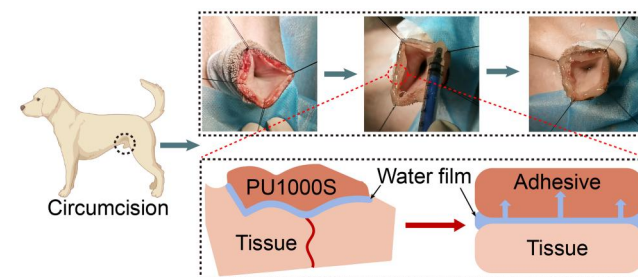 Circumcision
PU1000S
Water film
Adhesive
Tissue
Tissue